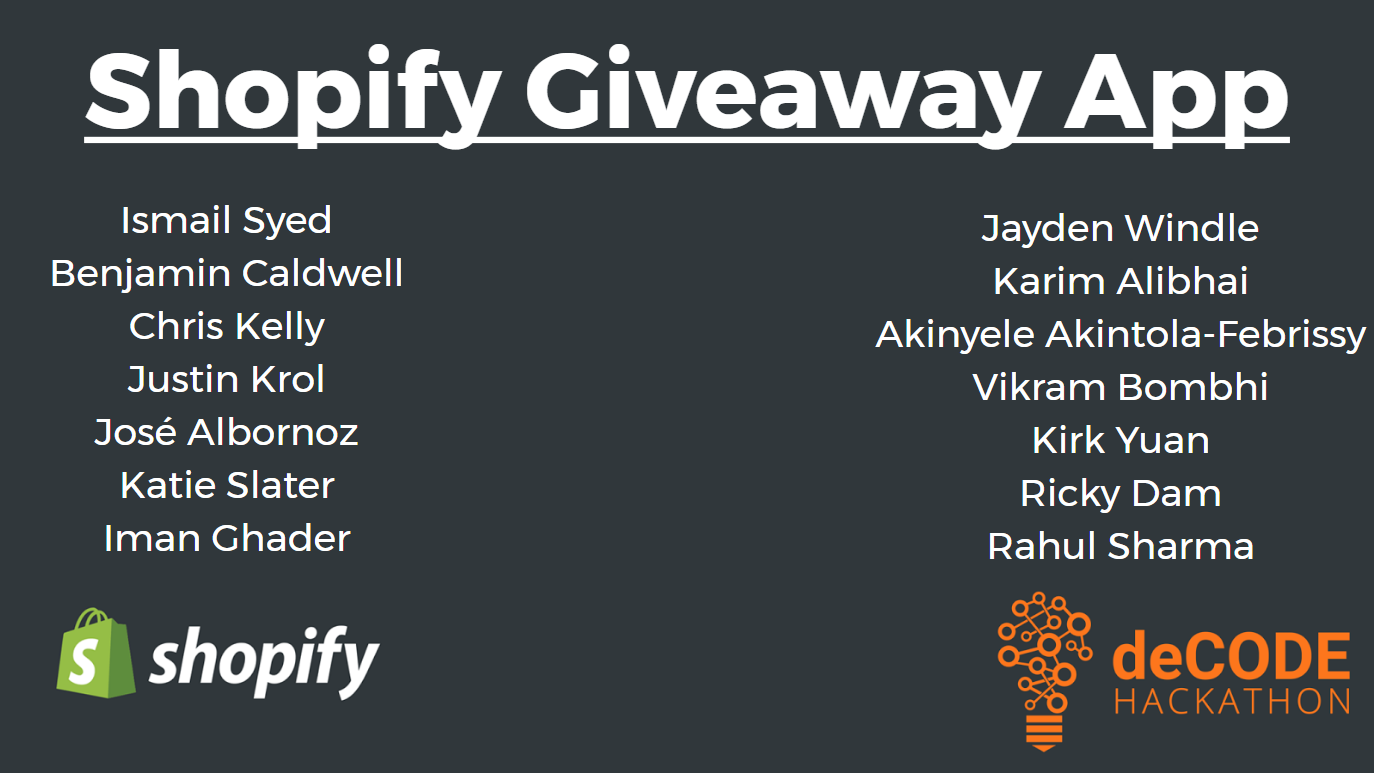 Shopify Giveaway App
Ismail Syed
Benjamin Caldwell
Chris Kelly
Justin Krol
José Albornoz
Katie Slater
Iman Ghader
S shopify
Jayden Windle
Karim Alibhai
Akinyele Akintola-Febrissy
Vikram Bombhi
Kirk Yuan
Ricky Dam
Rahul Sharma
deCODE
HACKATHON